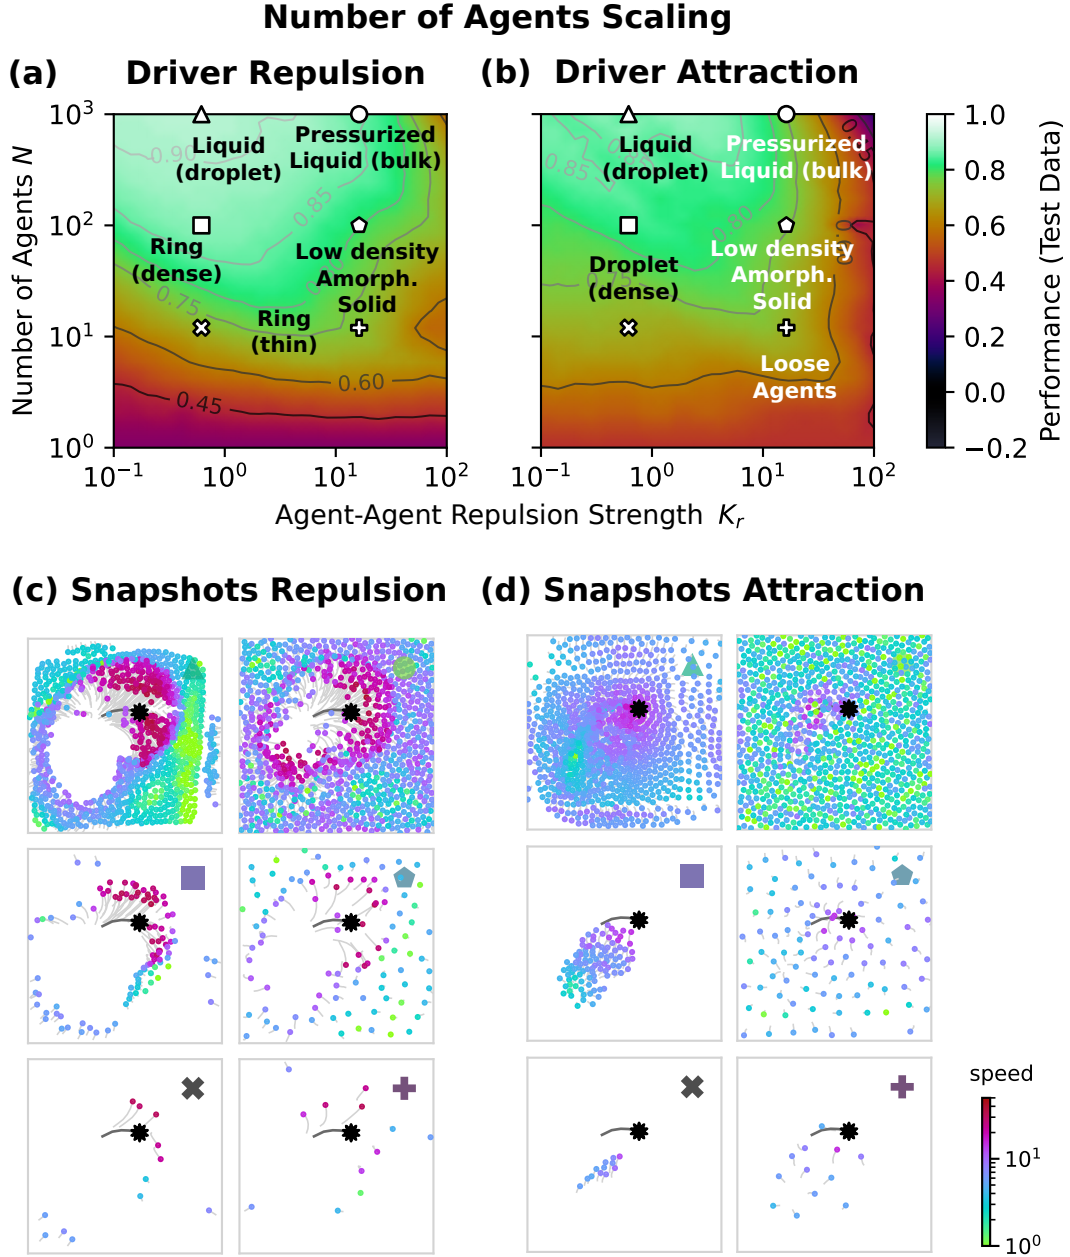 Number of Agents Scaling
(a) Driver Repulsion
(b) Driver Attraction
Number of Agents N
10³
10²
10¹
10⁰
0.90
0.85
0.75
0.60
0.45
Liquid
(droplet)
Pressurized
Liquid (bulk)
Ring
(dense)
Low density
Amorph.
Solid
Ring
(thin)
10⁻¹
10⁰
10¹
10²
0.85
0.80
Liquid
(droplet)
Pressurized
Liquid (bulk)
Droplet
(dense)
Low density
Amorph.
Solid
Loose
Agents
10⁻¹
10⁰
10¹
10²
Agent-Agent Repulsion Strength K_r
1.0
0.8
0.6
0.4
0.2
0.0
−0.2
Performance (Test Data)
(c) Snapshots Repulsion
(d) Snapshots Attraction
speed
10¹
10⁰